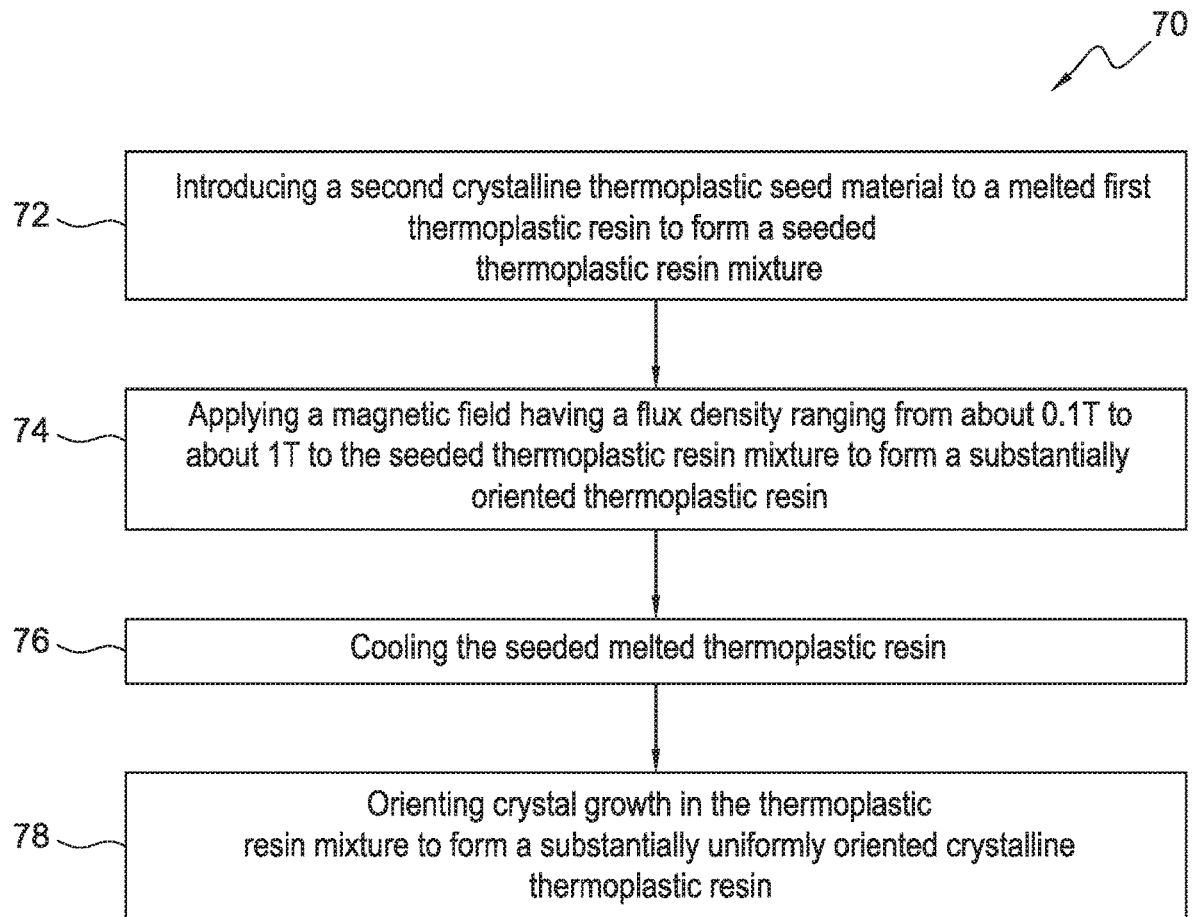 70
72
Introducing a second crystalline thermoplastic seed material to a melted first
thermoplastic resin to form a seeded
thermoplastic resin mixture
74
Applying a magnetic field having a flux density ranging from about 0.1T to
about 1T to the seeded thermoplastic resin mixture to form a substantially
oriented thermoplastic resin
76
Cooling the seeded melted thermoplastic resin
78
Orienting crystal growth in the thermoplastic
resin mixture to form a substantially uniformly oriented crystalline
thermoplastic resin